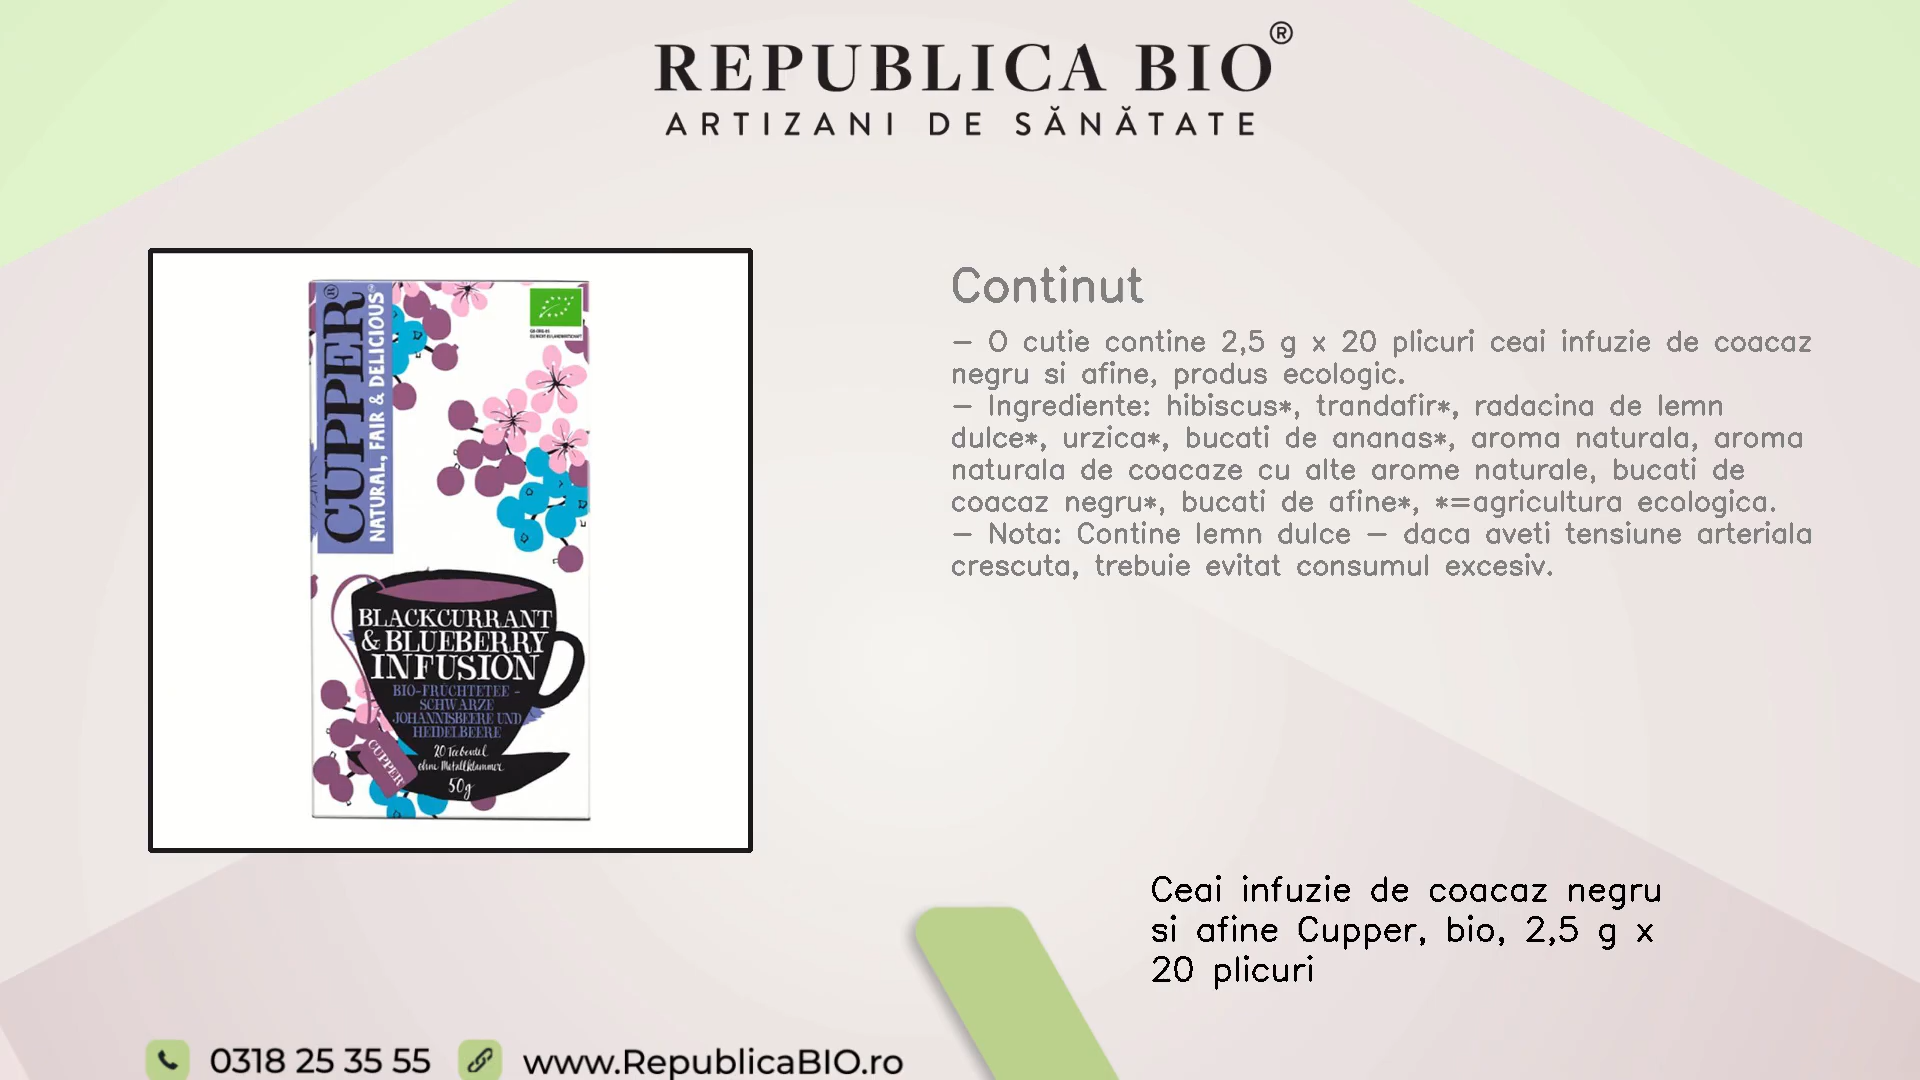 REPUBLICA BIO®
ARTIZANI DE SĂNĂTATE
CUPPER®
NATURAL, FAIR & DELICIOUS
BLACKCURRANT
& BLUEBERRY
INFUSION
BIO-FRÜCHTETEE -
SCHWARZE
JOHANNISBEERE UND
HEIDELBEERE
20 Teebeutel
ohne Metallklammer
50g
CUPPER
Continut
- O cutie contine 2,5 g x 20 plicuri ceai infuzie de coacaz
negru si afine, produs ecologic.
- Ingrediente: hibiscus*, trandafir*, radacina de lemn
dulce*, urzica*, bucati de ananas*, aroma naturala, aroma
naturala de coacaze cu alte arome naturale, bucati de
coacaz negru*, bucati de afine*, *=agricultura ecologica.
- Nota: Contine lemn dulce - daca aveti tensiune arteriala
crescuta, trebuie evitat consumul excesiv.
Ceai infuzie de coacaz negru
si afine Cupper, bio, 2,5 g x
20 plicuri
0318 25 35 55
www.RepublicaBIO.ro